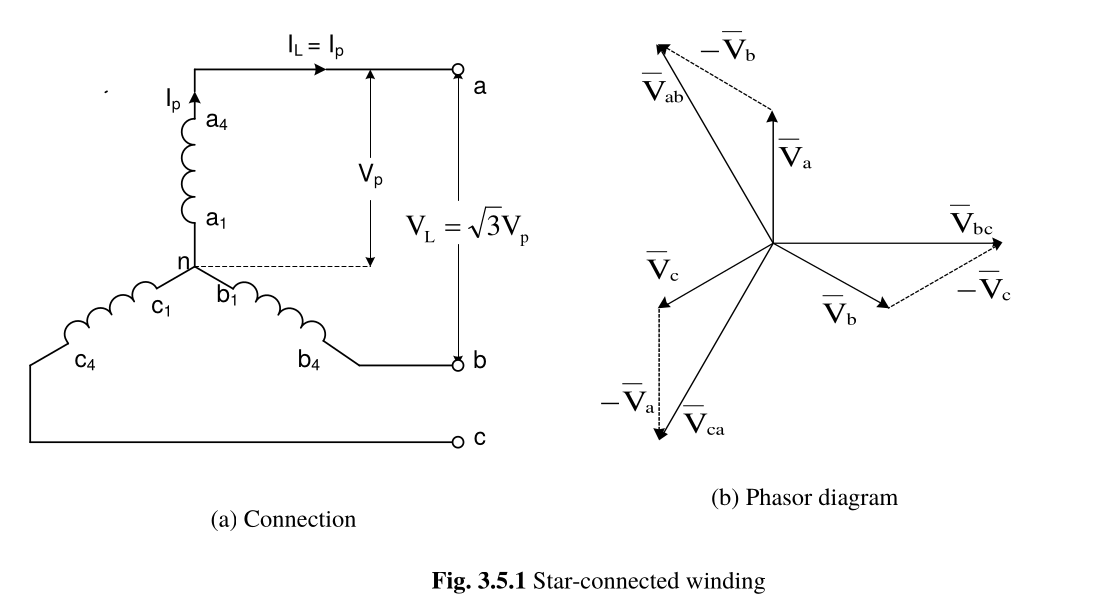 I_L = I_p
a
I_p
a_4
V_p
a_1
V_L = √3V_p
n
b_1
c_1
b_4
b
c_4
c
(a) Connection
−V̅_b
V̅_ab
V̅_a
V̅_bc
V̅_c
−V̅_c
V̅_b
−V̅_a
V̅_ca
(b) Phasor diagram
Fig. 3.5.1 Star-connected winding